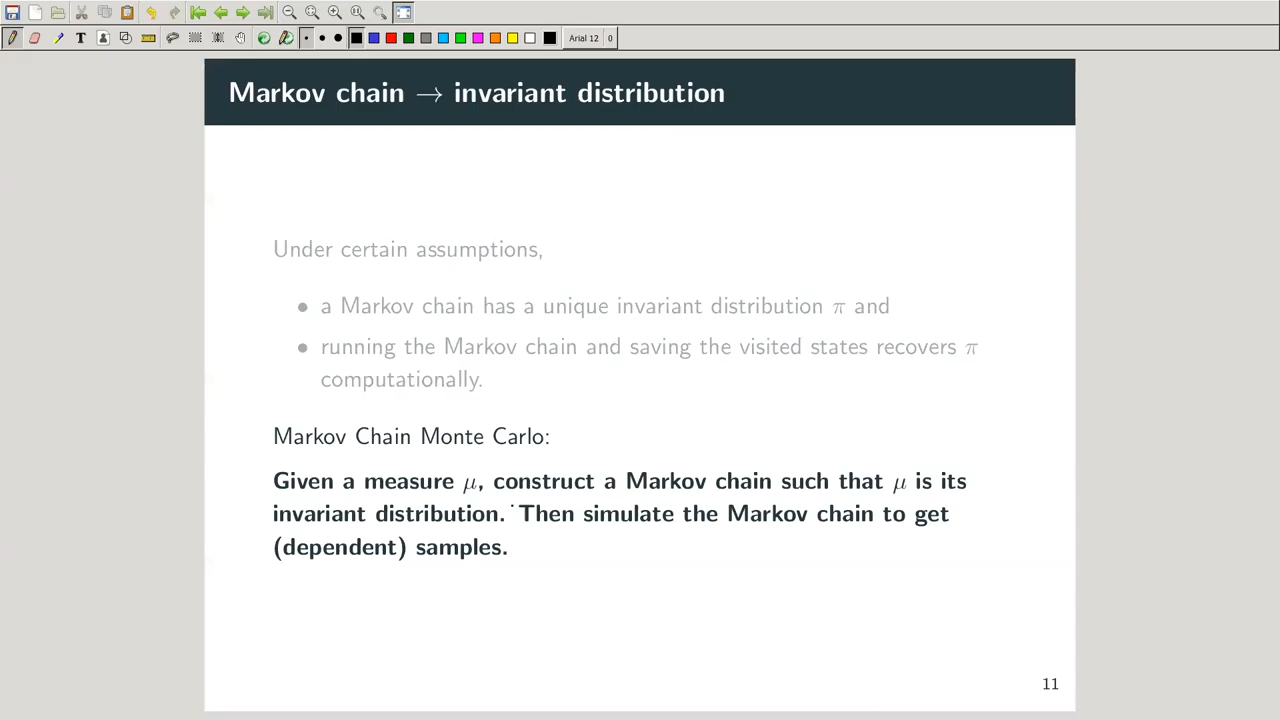 Arial 12 0
Markov chain → invariant distribution
Under certain assumptions,
• a Markov chain has a unique invariant distribution π and
• running the Markov chain and saving the visited states recovers π
computationally.
Markov Chain Monte Carlo:
Given a measure μ, construct a Markov chain such that μ is its
invariant distribution. Then simulate the Markov chain to get
(dependent) samples.
11